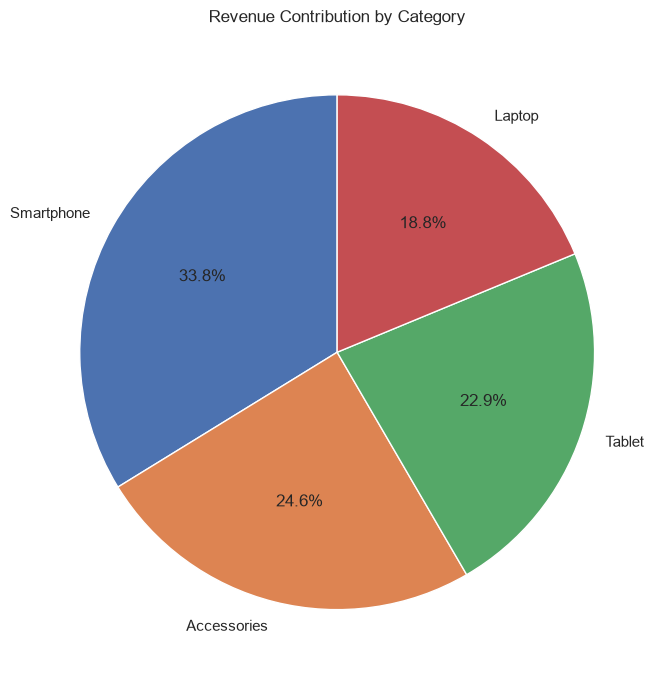 Revenue Contribution by Category
Laptop
Smartphone
18.8%
33.8%
22.9%
Tablet
24.6%
Accessories